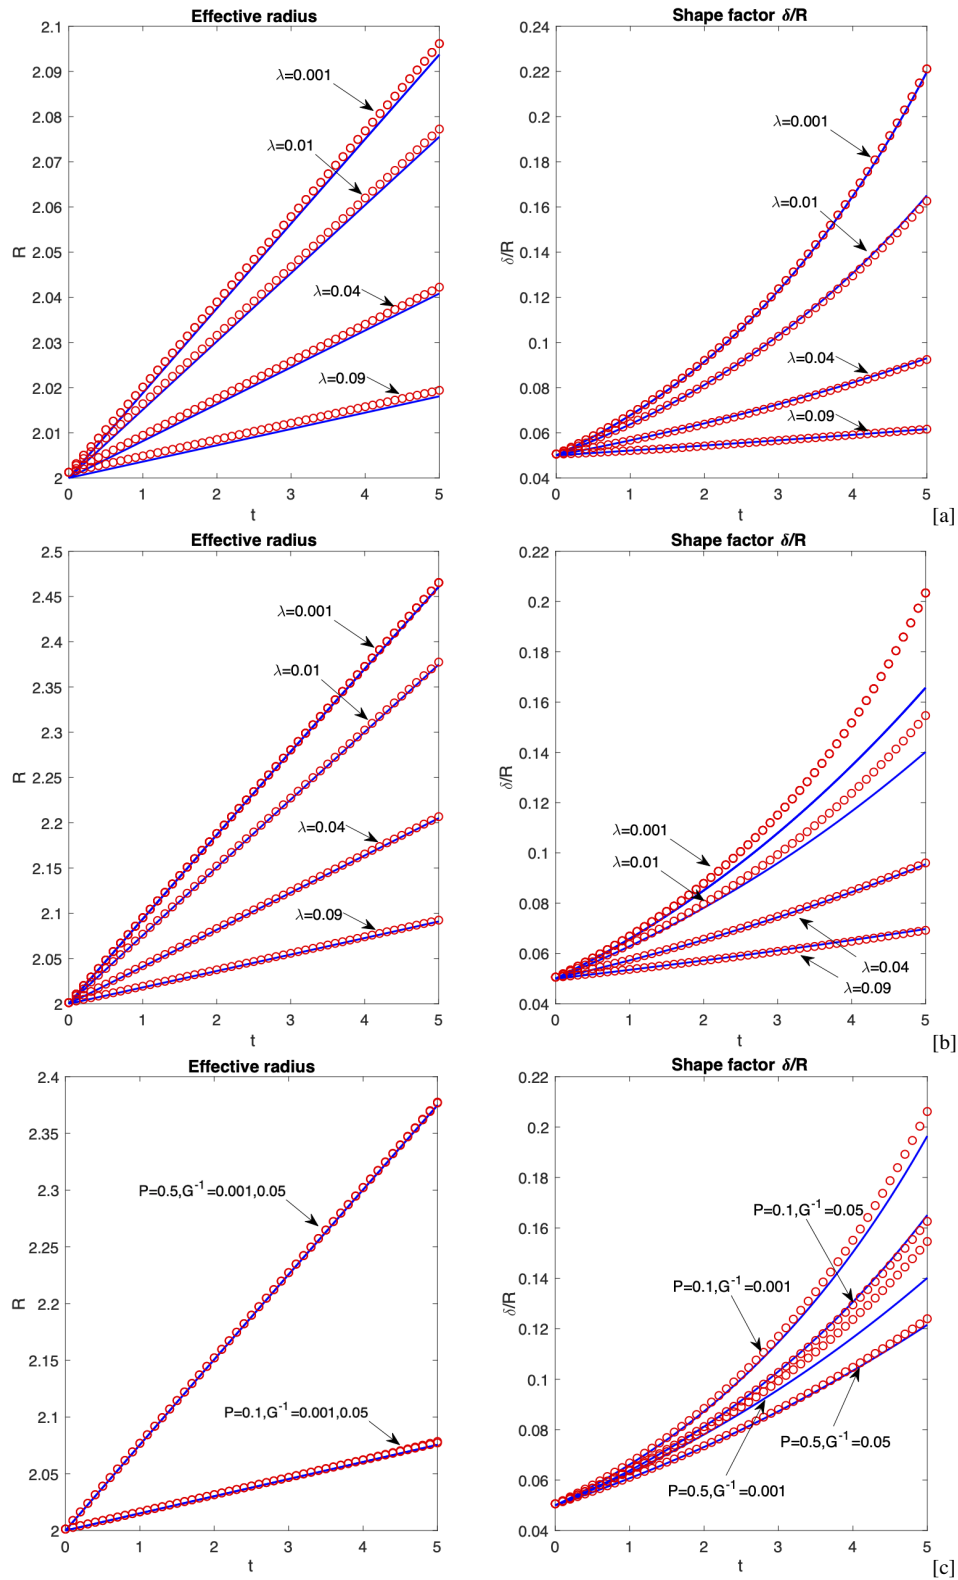 Effective radius
2.1
2.09
2.08
2.07
2.06
2.05
2.04
2.03
2.02
2.01
2
R
λ=0.001
λ=0.01
λ=0.04
λ=0.09
0 1 2 3 4 5
t
Shape factor δ/R
0.24
0.22
0.2
0.18
0.16
0.14
0.12
0.1
0.08
0.06
0.04
δ/R
λ=0.001
λ=0.01
λ=0.04
λ=0.09
0 1 2 3 4 5
t
[a]
Effective radius
2.5
2.45
2.4
2.35
2.3
2.25
2.2
2.15
2.1
2.05
2
R
λ=0.001
λ=0.01
λ=0.04
λ=0.09
0 1 2 3 4 5
t
Shape factor δ/R
0.22
0.2
0.18
0.16
0.14
0.12
0.1
0.08
0.06
0.04
δ/R
λ=0.001
λ=0.01
λ=0.04
λ=0.09
0 1 2 3 4 5
t
[b]
Effective radius
2.4
2.35
2.3
2.25
2.2
2.15
2.1
2.05
2
R
P=0.5,G⁻¹=0.001,0.05
P=0.1,G⁻¹=0.001,0.05
0 1 2 3 4 5
t
Shape factor δ/R
0.22
0.2
0.18
0.16
0.14
0.12
0.1
0.08
0.06
0.04
δ/R
P=0.1,G⁻¹=0.05
P=0.1,G⁻¹=0.001
P=0.5,G⁻¹=0.05
P=0.5,G⁻¹=0.001
0 1 2 3 4 5
t
[c]